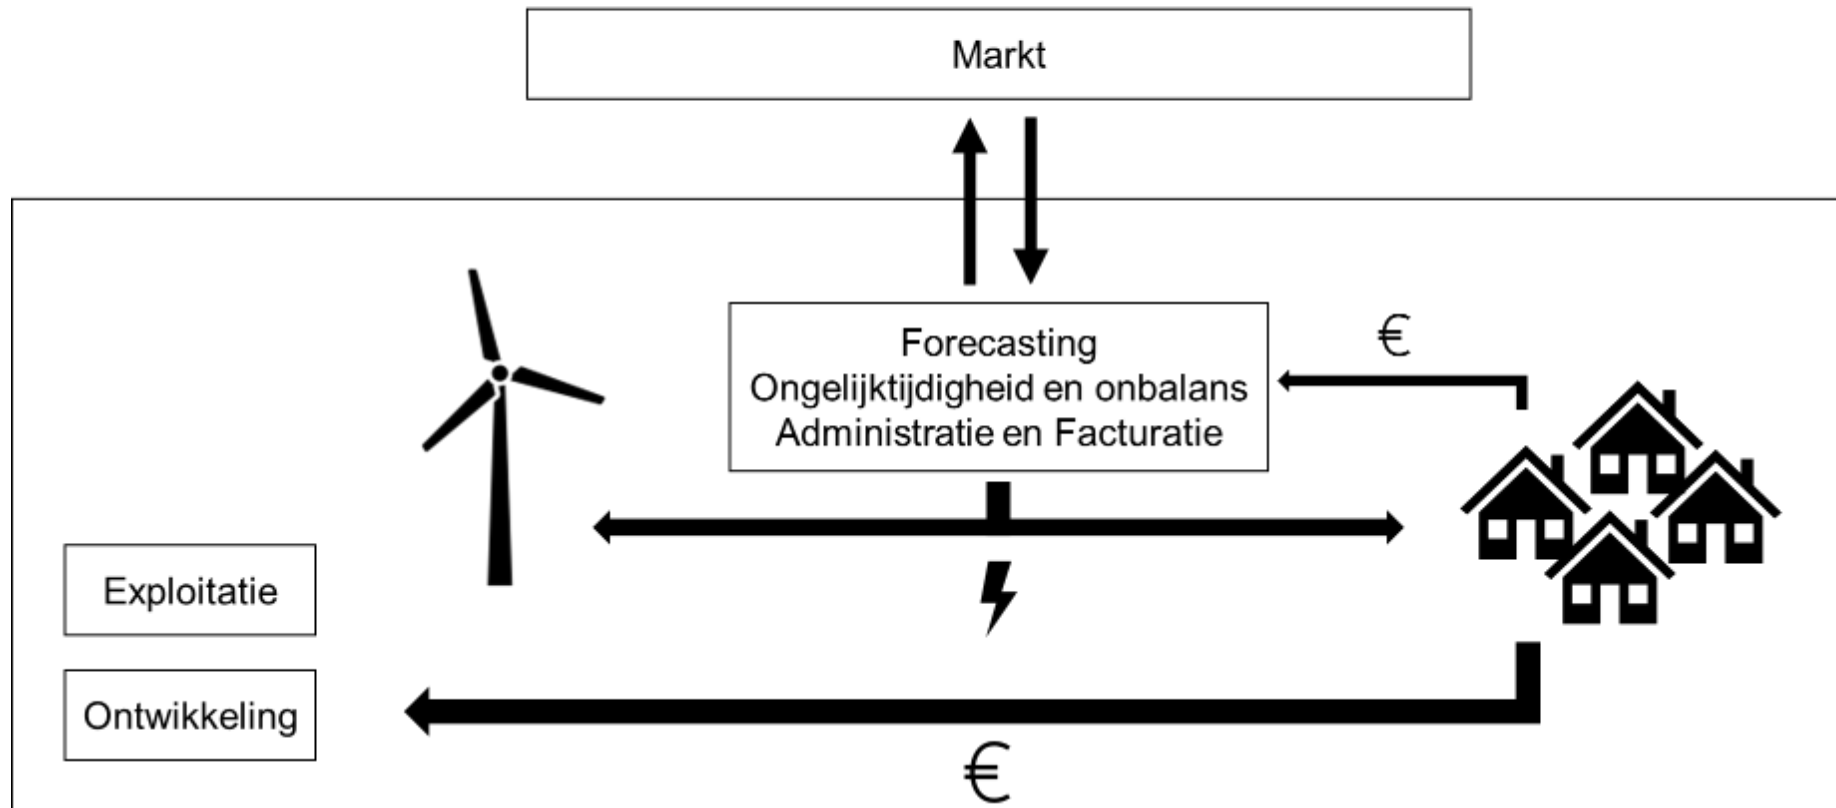 Markt
€
Forecasting
Ongelijktijdigheid en onbalans
Administratie en Facturatie
Exploitatie
Ontwikkeling
€